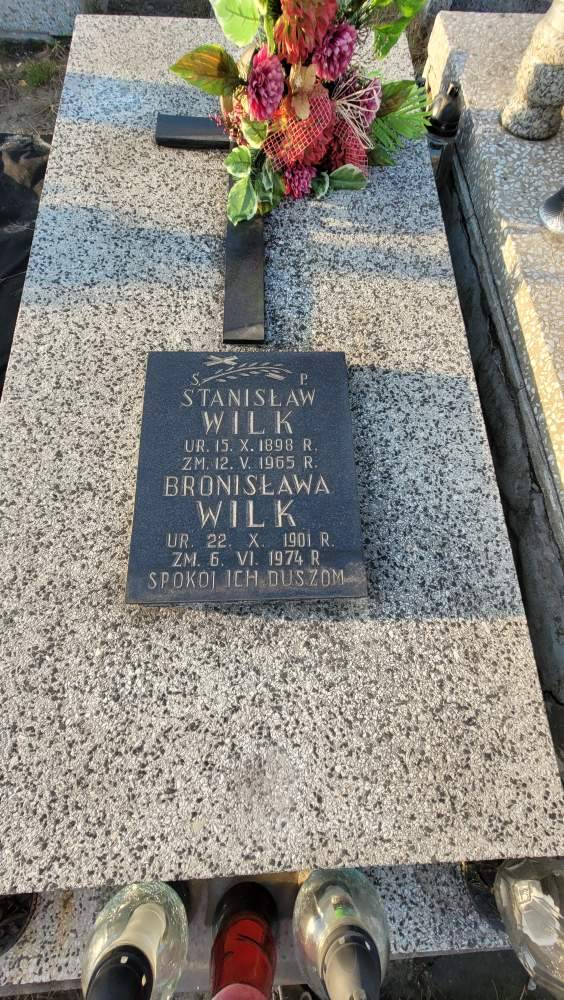 S. P.
STANISŁAW
WILK
UR. 15. X. 1898 R.
ZM. 12. V. 1965 R.
BRONISŁAWA
WILK
UR. 22. X. 1901 R.
ZM. 6. VI. 1974 R
SPOKÓJ ICH DUSZOM